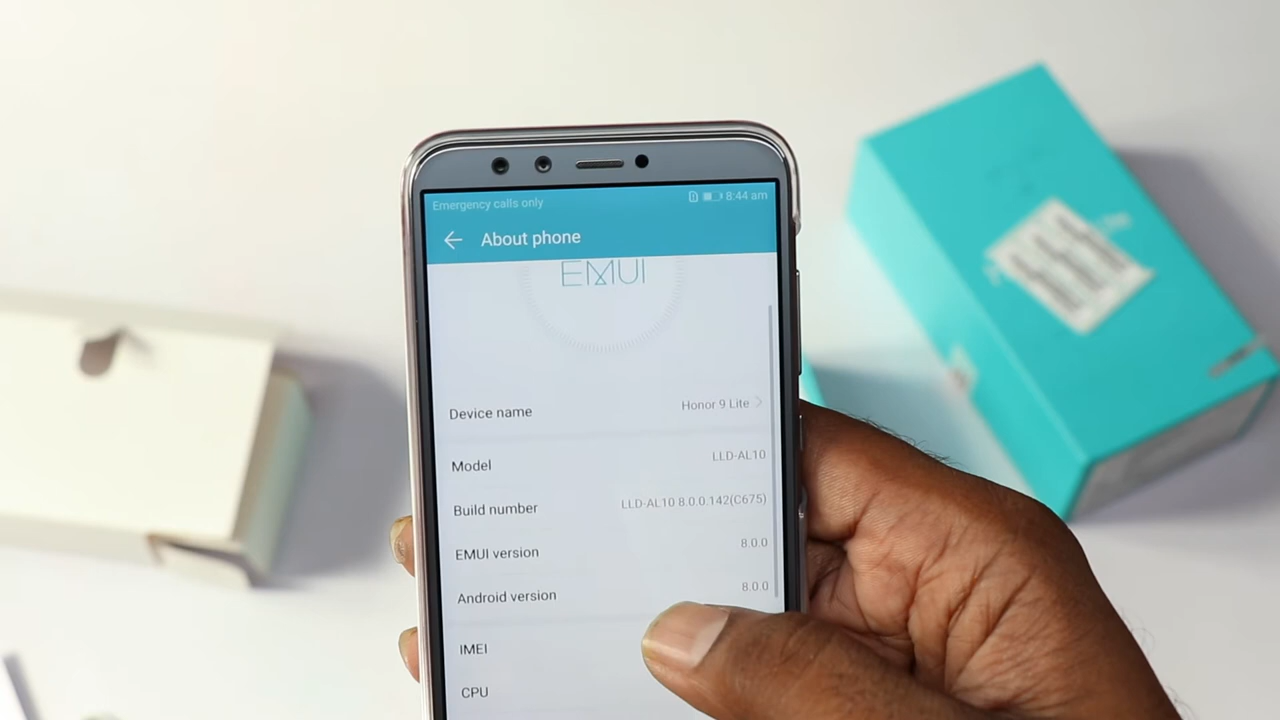 Emergency calls only 8:44 am
About phone
EMUI
Device name Honor 9 Lite
Model LLD-AL10
Build number LLD-AL10 8.0.0.142(C675)
EMUI version 8.0.0
Android version 8.0.0
IMEI
CPU